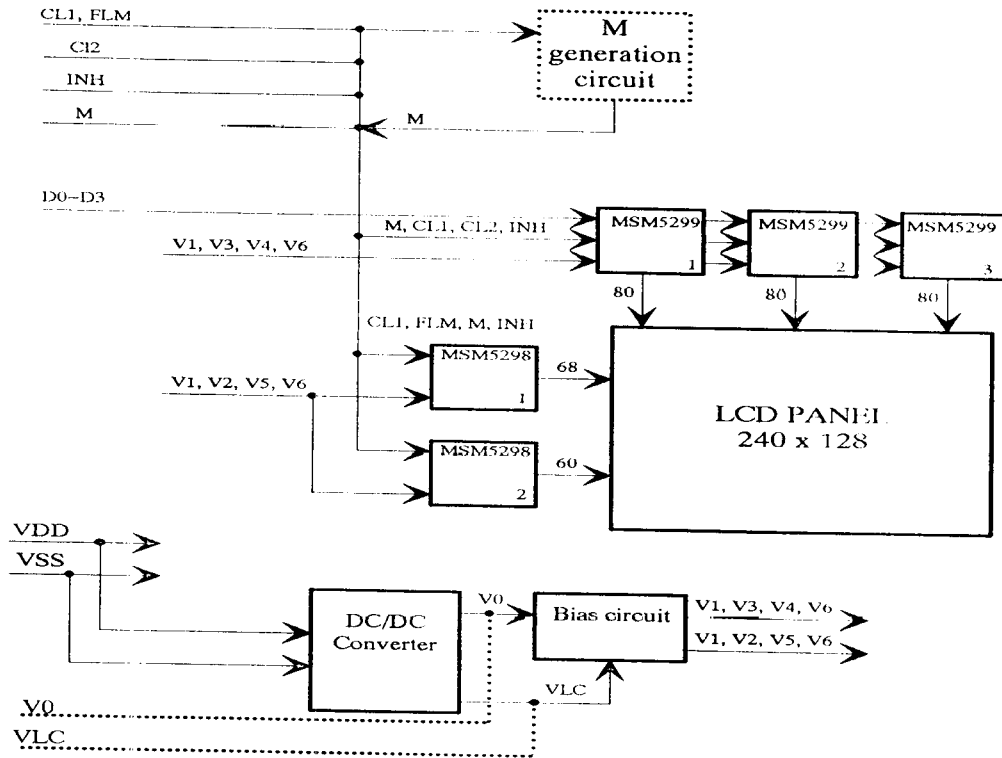 CL1, FLM
M
generation
circuit
Cl2
INH
M
M
D0-D3
M, CL1, CL2, INH
V1, V3, V4, V6
MSM5299
1
MSM5299
2
MSM5299
3
80
80
80
CL1, FLM, M, INH
MSM5298
1
68
V1, V2, V5, V6
LCD PANEL
240 x 128
MSM5298
2
60
VDD
VSS
DC/DC
Converter
V0
Bias circuit
V1, V3, V4, V6
V1, V2, V5, V6
VLC
V0
VLC